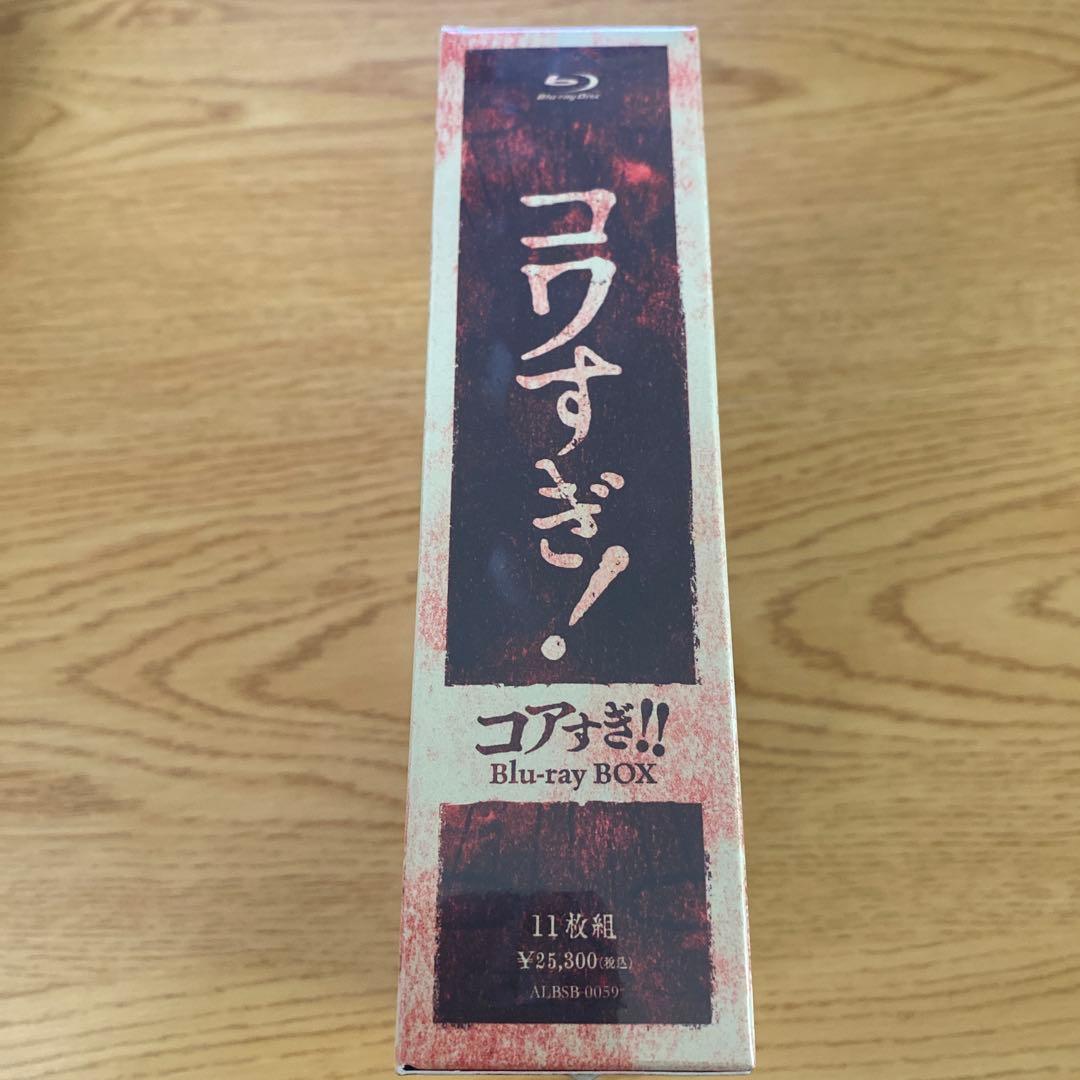 Blu-ray Disc
コワすぎ!
コアすぎ!!
Blu-ray BOX
11枚組
¥25,300(税込)
ALBSB-0059